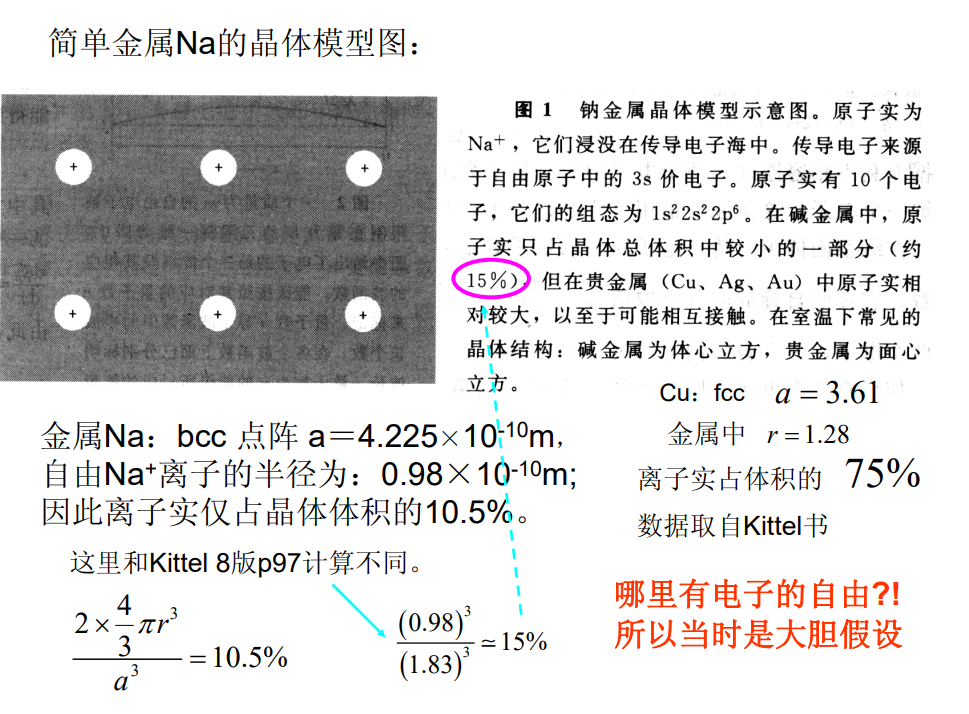 简单金属Na的晶体模型图：
图 1 钠金属晶体模型示意图。原子实为
Na⁺，它们浸没在传导电子海中。传导电子来源
于自由原子中的 3s 价电子。原子实有 10 个电
子，它们的组态为 1s²2s²2p⁶。在碱金属中，原
子实只占晶体总体积中较小的一部分（约
15%），但在贵金属（Cu、Ag、Au）中原子实相
对较大，以至于可能相互接触。在室温下常见的
晶体结构：碱金属为体心立方，贵金属为面心
立方。
+ + +
+ + +
Cu：fcc a = 3.61
金属中 r = 1.28
离子实占体积的 75%
数据取自Kittel书
金属Na：bcc 点阵 a＝4.225×10⁻¹⁰m，
自由Na⁺离子的半径为：0.98×10⁻¹⁰m;
因此离子实仅占晶体体积的10.5%。
这里和Kittel 8版p97计算不同。
2 × 4/3 πr³ / a³ = 10.5%
(0.98)³ / (1.83)³ ≃ 15%
哪里有电子的自由?!
所以当时是大胆假设